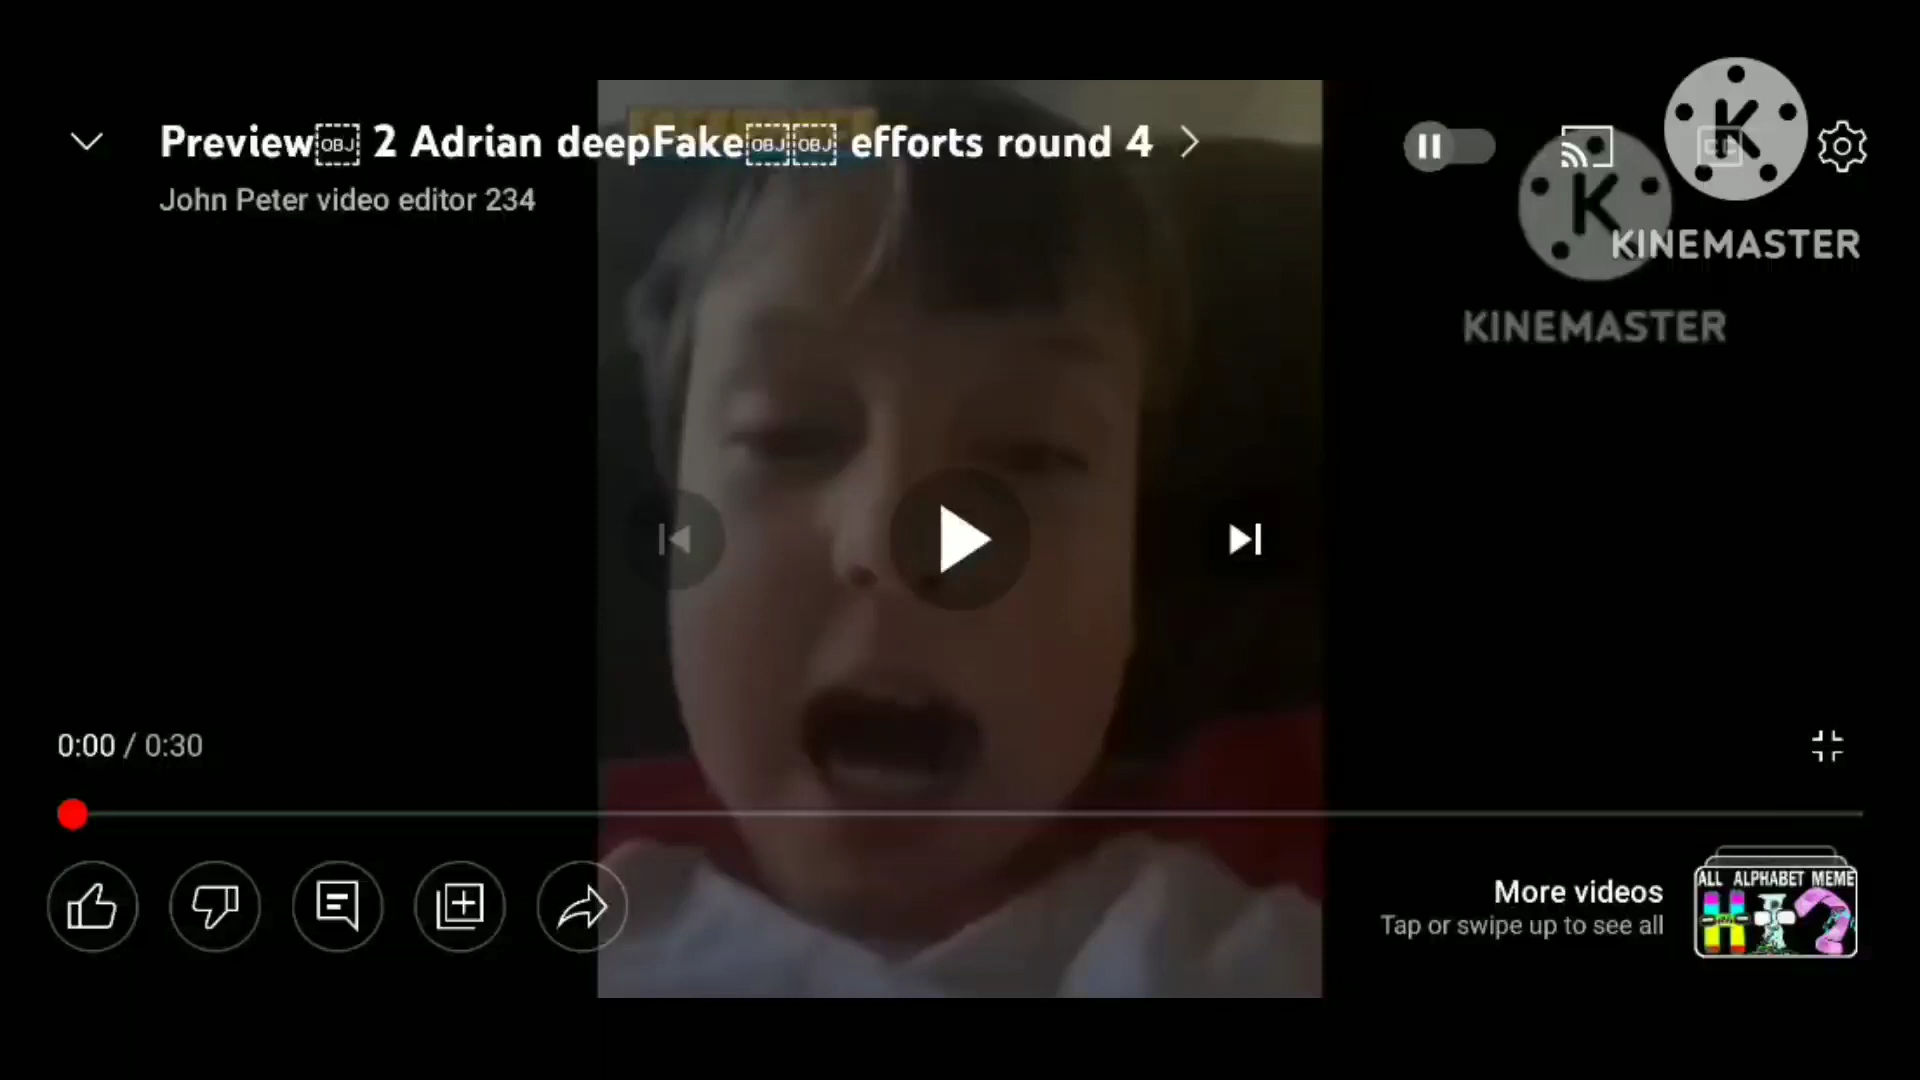 Preview￼ 2 Adrian deepFake￼￼ efforts round 4
John Peter video editor 234
K
KINEMASTER
K
KINEMASTER
0:00 / 0:30
More videos
Tap or swipe up to see all
ALL ALPHABET MEME